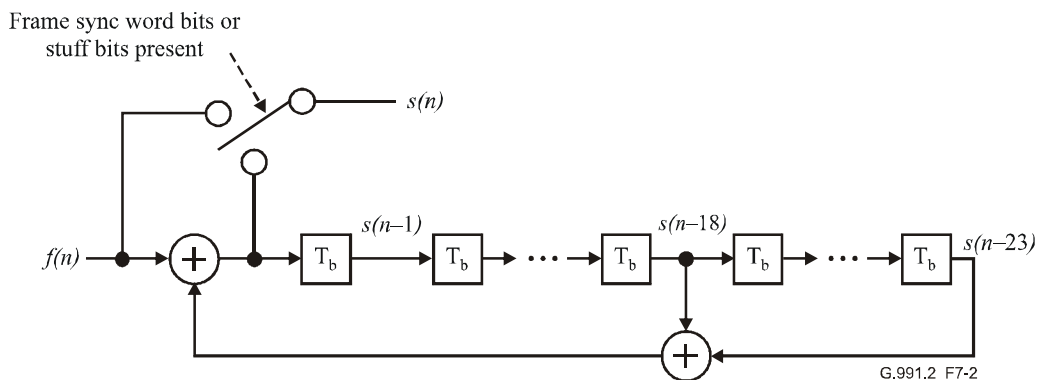 Frame sync word bits or
stuff bits present
s(n)
s(n–1)
s(n–18)
s(n–23)
f(n)
+
T_b
T_b
•••
T_b
T_b
•••
T_b
+
G.991.2 F7-2